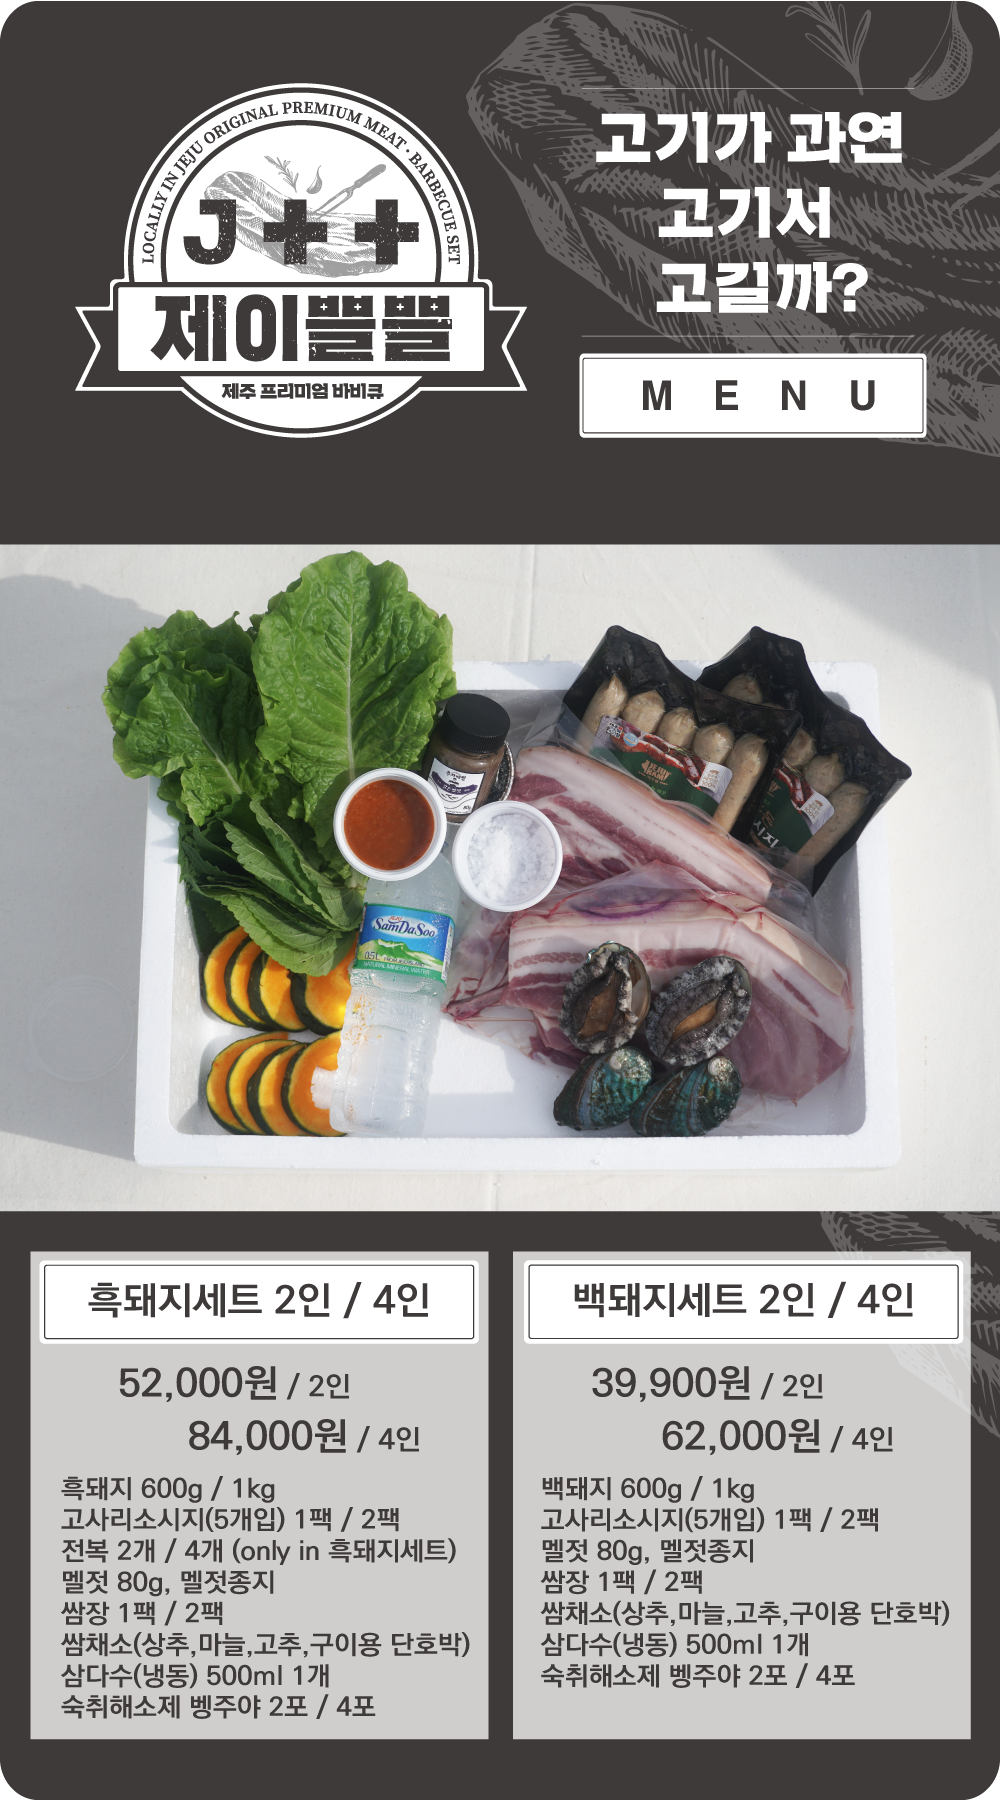 LOCALLY IN JEJU ORIGINAL PREMIUM MEAT · BARBECUE SET
J++
제이쁠쁠
제주 프리미엄 바비큐
고기가 과연
고기서
고길까?
MENU
SamDaSoo
0.5L
NATURAL MINERAL WATER
흑돼지세트 2인 / 4인
52,000원 / 2인
84,000원 / 4인
흑돼지 600g / 1kg
고사리소시지(5개입) 1팩 / 2팩
전복 2개 / 4개 (only in 흑돼지세트)
멜젓 80g, 멜젓종지
쌈장 1팩 / 2팩
쌈채소(상추,마늘,고추,구이용 단호박)
삼다수(냉동) 500ml 1개
숙취해소제 벵주야 2포 / 4포
백돼지세트 2인 / 4인
39,900원 / 2인
62,000원 / 4인
백돼지 600g / 1kg
고사리소시지(5개입) 1팩 / 2팩
멜젓 80g, 멜젓종지
쌈장 1팩 / 2팩
쌈채소(상추,마늘,고추,구이용 단호박)
삼다수(냉동) 500ml 1개
숙취해소제 벵주야 2포 / 4포